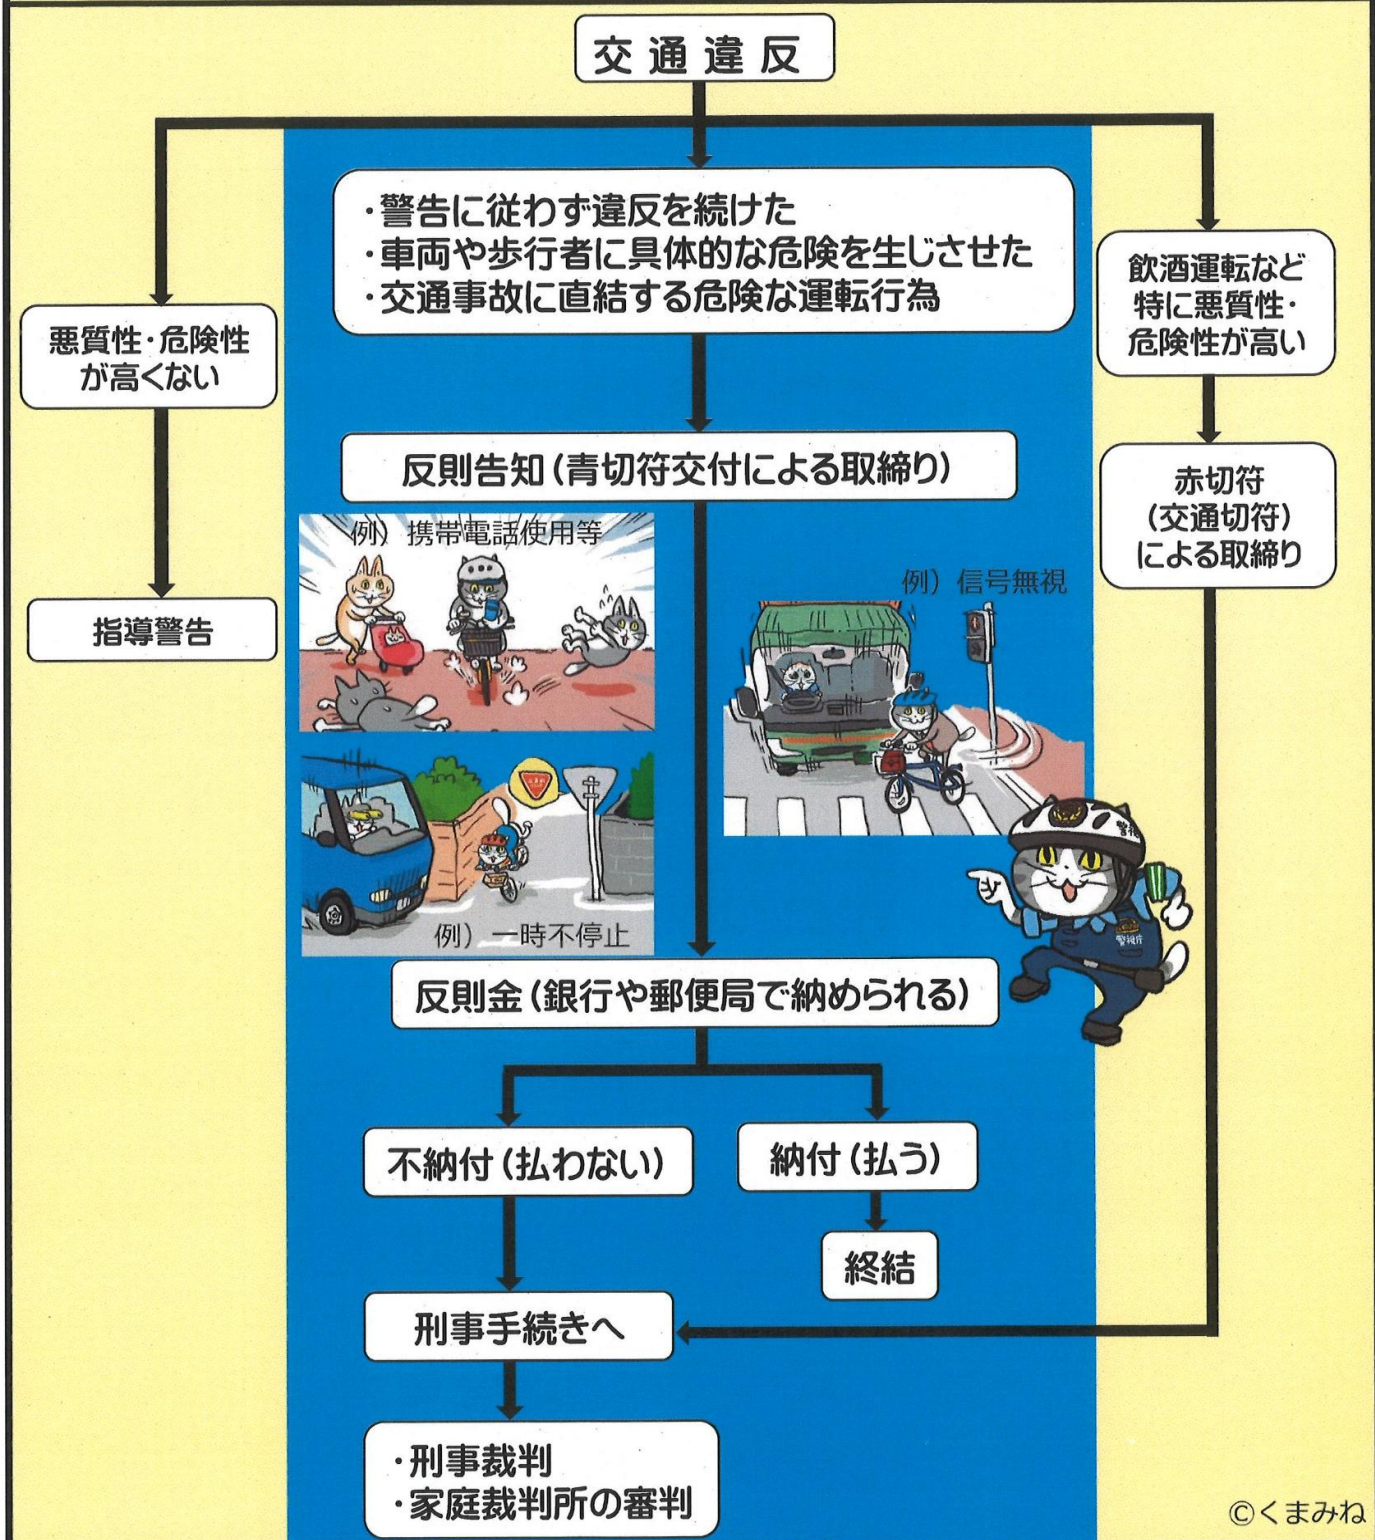 交通違反
・警告に従わず違反を続けた
・車両や歩行者に具体的な危険を生じさせた
・交通事故に直結する危険な運転行為
悪質性・危険性
が高くない
飲酒運転など
特に悪質性・
危険性が高い
反則告知(青切符交付による取締り)
赤切符
(交通切符)
による取締り
指導警告
例) 携帯電話使用等
例) 信号無視
例) 一時不停止
警視庁
反則金(銀行や郵便局で納められる)
不納付(払わない)
納付(払う)
終結
刑事手続きへ
・刑事裁判
・家庭裁判所の審判
©くまみね